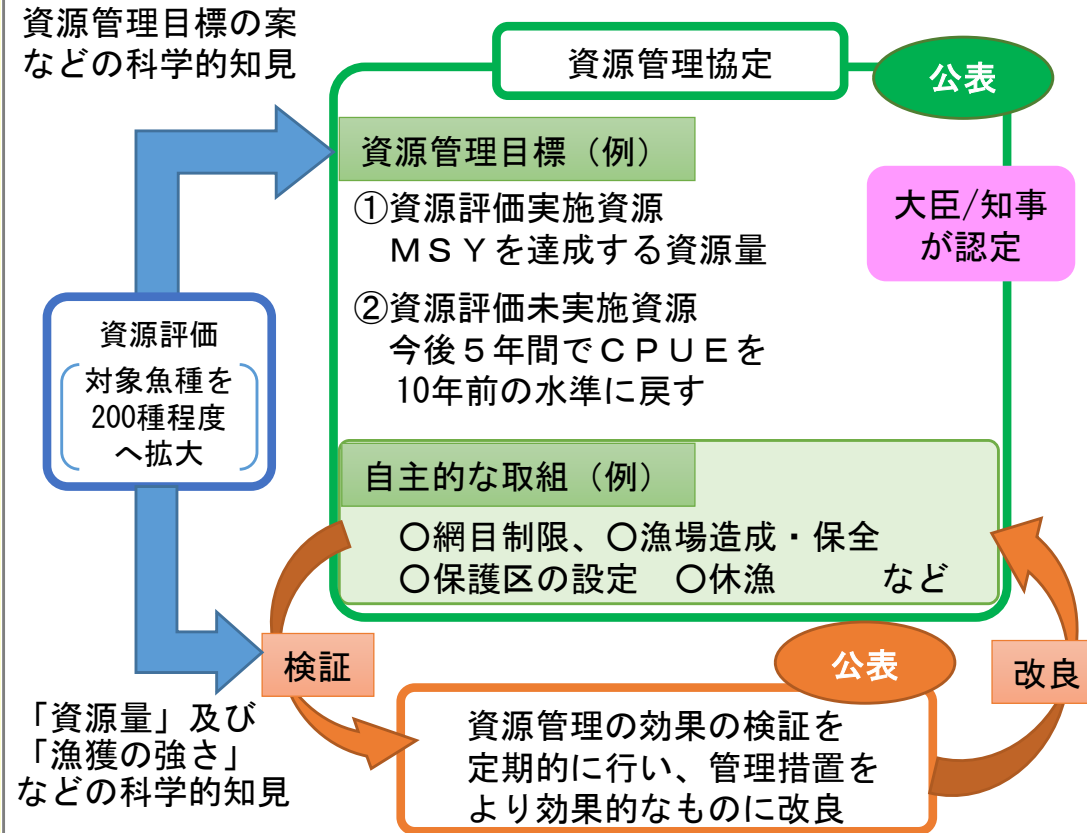 資源管理目標の案
などの科学的知見
資源管理協定
公表
資源管理目標（例）
①資源評価実施資源
ＭＳＹを達成する資源量
②資源評価未実施資源
今後５年間でＣＰＵＥを
10年前の水準に戻す
大臣/知事
が認定
資源評価
対象魚種を
200種程度
へ拡大
自主的な取組（例）
〇網目制限、〇漁場造成・保全
〇保護区の設定　〇休漁　　　など
検証
公表
改良
「資源量」及び
「漁獲の強さ」
などの科学的知見
資源管理の効果の検証を
定期的に行い、管理措置を
より効果的なものに改良